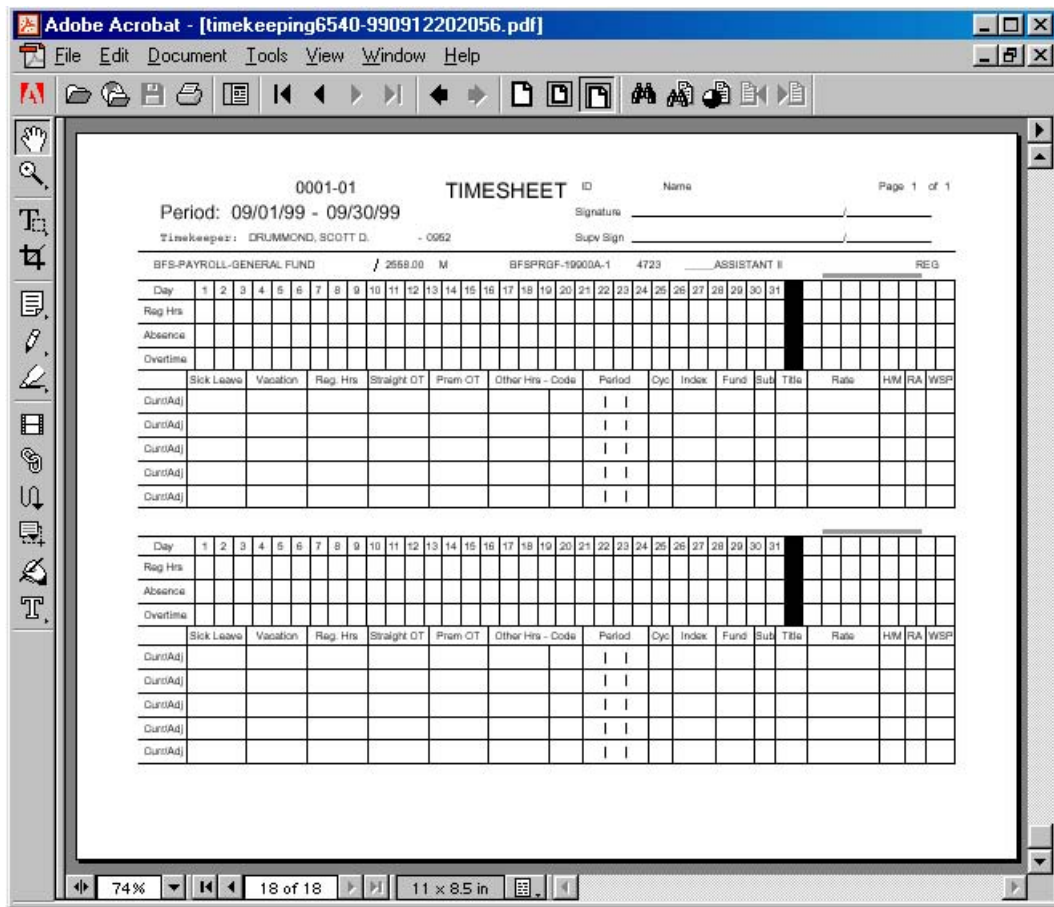 Adobe Acrobat - [timekeeping6540-990912202056.pdf]
File Edit Document Tools View Window Help
0001-01 TIMESHEET ID Name Page 1 of 1
Period: 09/01/99 - 09/30/99 Signature /
Timekeeper: DRUMMOND, SCOTT D. - 0952 Supv Sign /
BFS-PAYROLL-GENERAL FUND / 2558.00 M BFSPRGF-19900A-1 4723 _____ASSISTANT II REG
Day 1 2 3 4 5 6 7 8 9 10 11 12 13 14 15 16 17 18 19 20 21 22 23 24 25 26 27 28 29 30 31
Reg Hrs
Absence
Overtime
Sick Leave Vacation Reg. Hrs Straight OT Prem OT Other Hrs - Code Period Cyc Index Fund Sub Title Rate H/M RA WSP
Curr/Adj
Curr/Adj
Curr/Adj
Curr/Adj
Curr/Adj
Day 1 2 3 4 5 6 7 8 9 10 11 12 13 14 15 16 17 18 19 20 21 22 23 24 25 26 27 28 29 30 31
Reg Hrs
Absence
Overtime
Sick Leave Vacation Reg. Hrs Straight OT Prem OT Other Hrs - Code Period Cyc Index Fund Sub Title Rate H/M RA WSP
Curr/Adj
Curr/Adj
Curr/Adj
Curr/Adj
Curr/Adj
74% 18 of 18 11 × 8.5 in